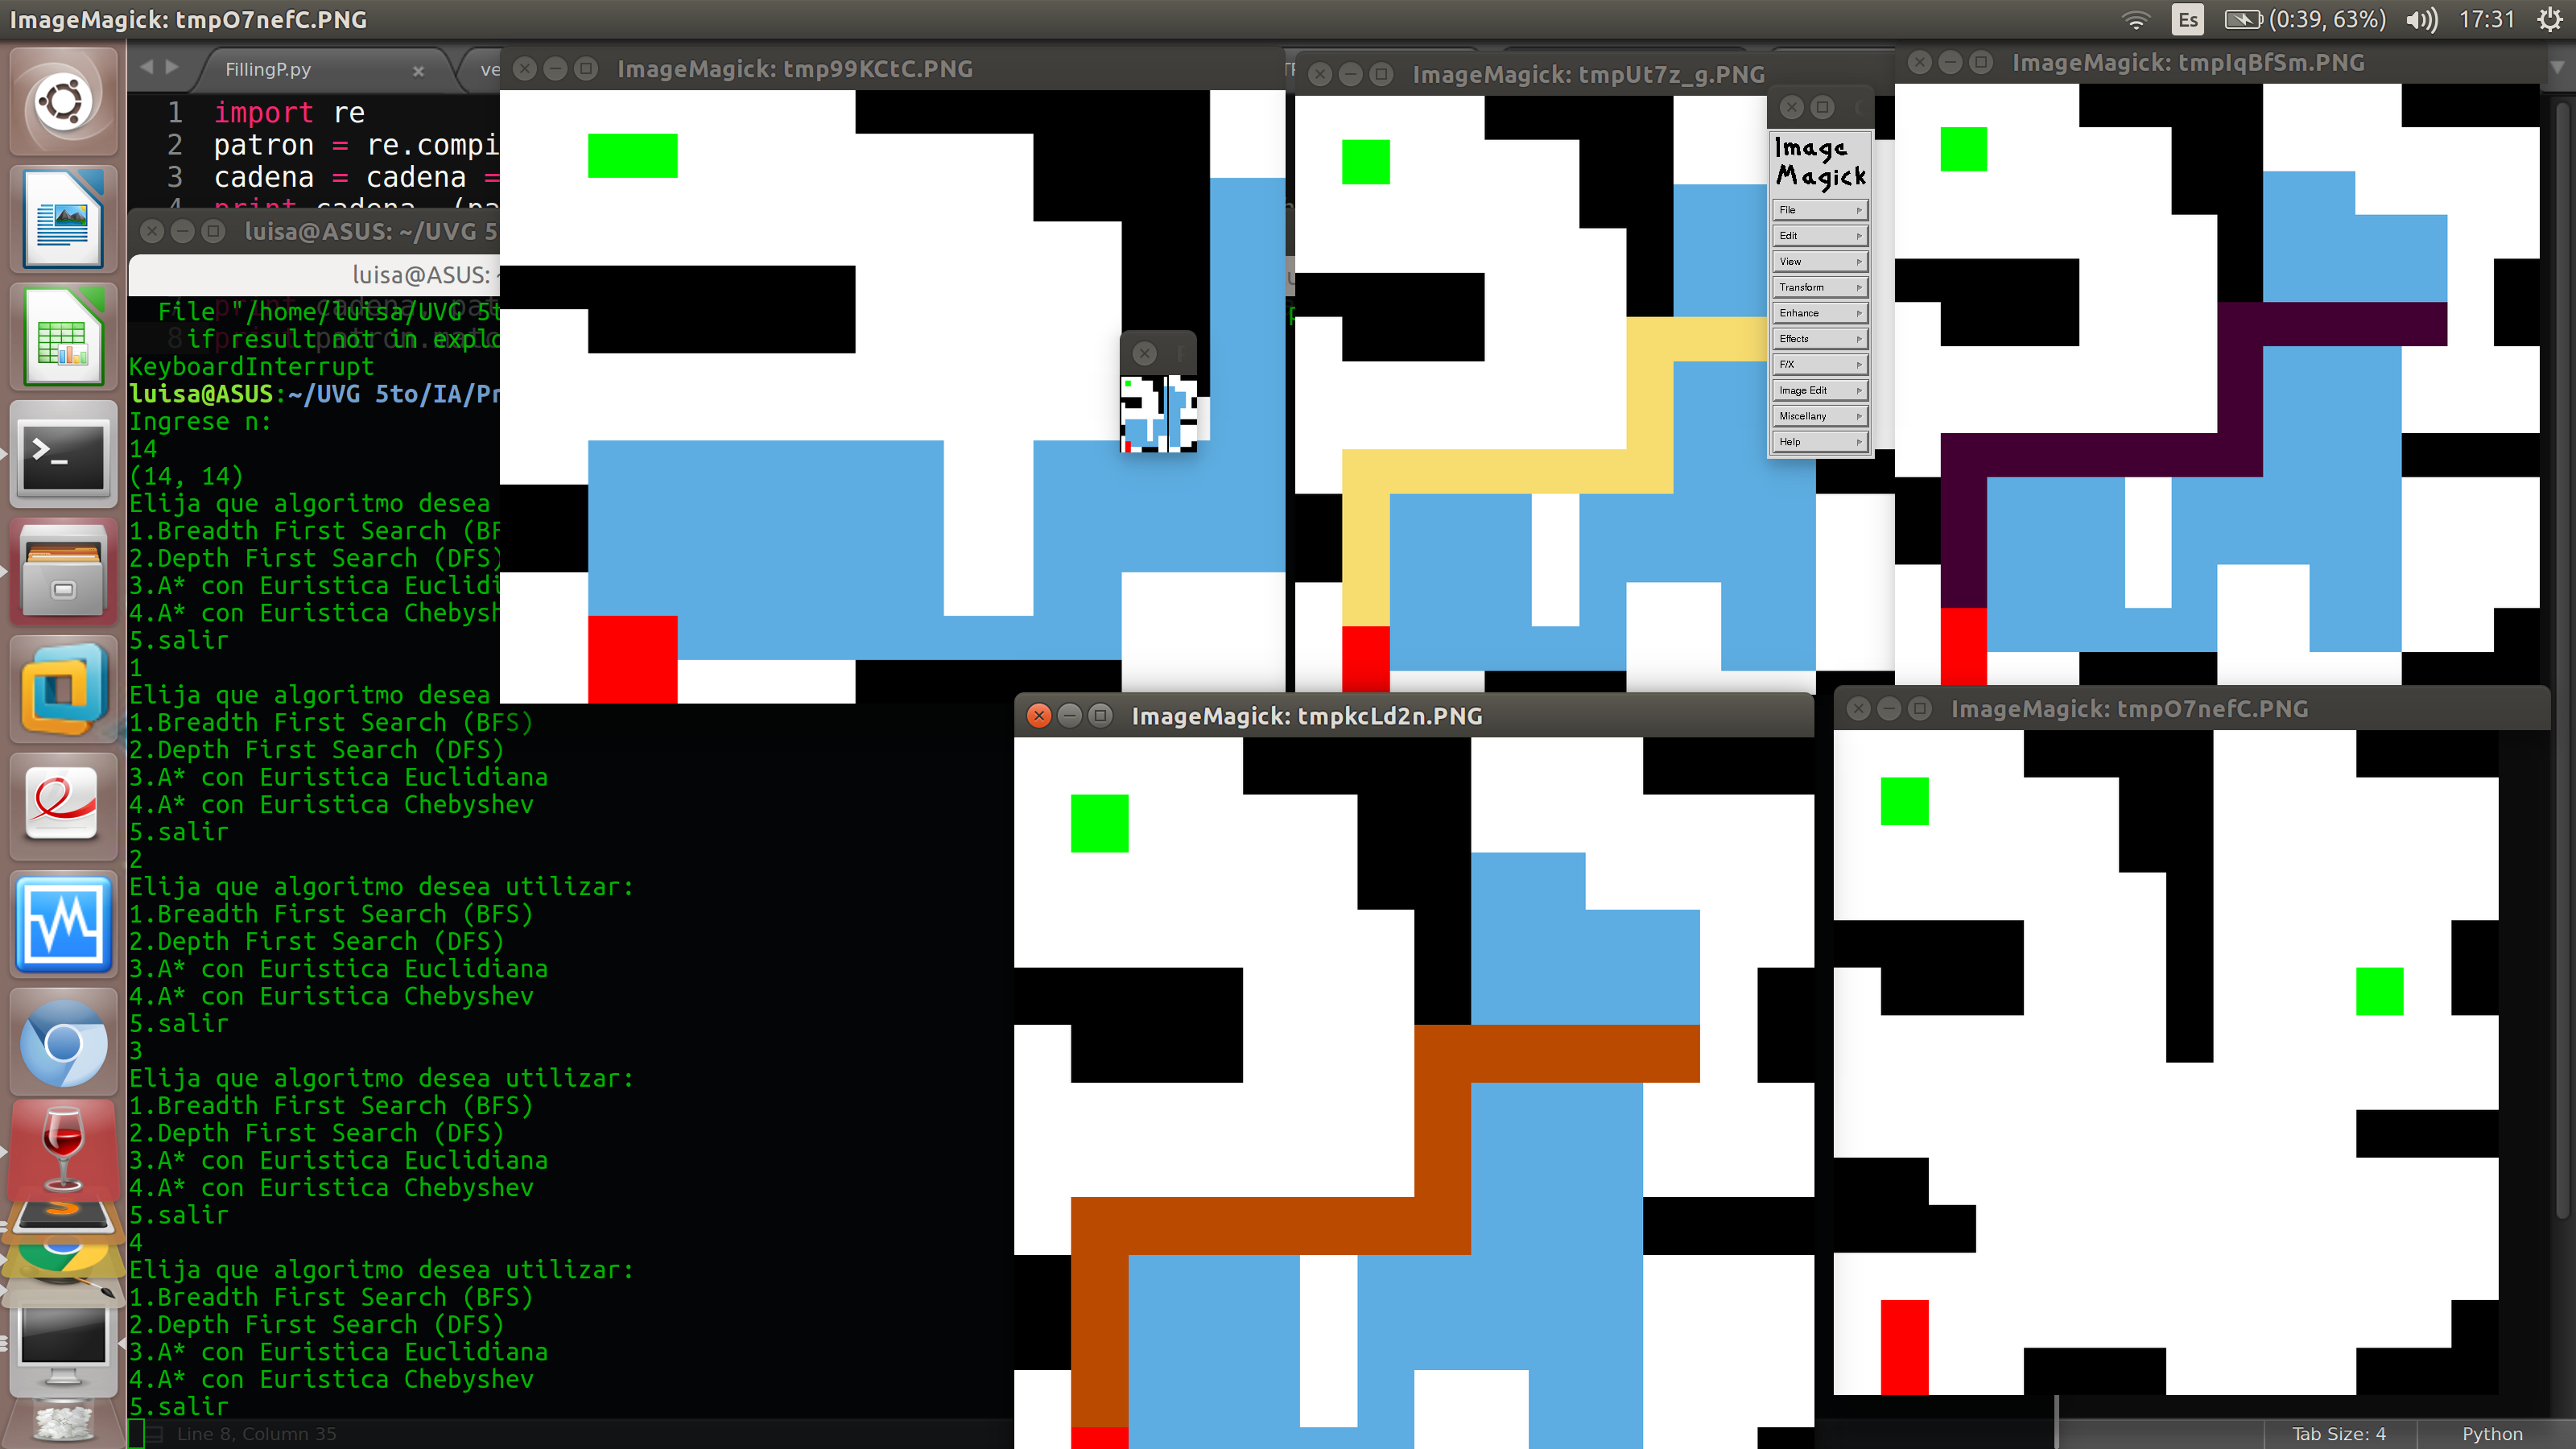 ImageMagick: tmpO7nefC.PNG
Es
(0:39, 63%)
17:31
FillingP.py
ve
1 import re
2 patron = re.compi
3 cadena = cadena =
4 print cadena, (pa
luisa@ASUS: ~/UVG 5
luisa@ASUS: ~
File "/home/luisa/UVG 5t
if result not in explo
KeyboardInterrupt
luisa@ASUS:~/UVG 5to/IA/Pr
Ingrese n:
14
(14, 14)
Elija que algoritmo desea
1.Breadth First Search (BF
2.Depth First Search (DFS)
3.A* con Euristica Euclidi
4.A* con Euristica Chebysh
5.salir
1
Elija que algoritmo desea
1.Breadth First Search (BFS)
2.Depth First Search (DFS)
3.A* con Euristica Euclidiana
4.A* con Euristica Chebyshev
5.salir
2
Elija que algoritmo desea utilizar:
1.Breadth First Search (BFS)
2.Depth First Search (DFS)
3.A* con Euristica Euclidiana
4.A* con Euristica Chebyshev
5.salir
3
Elija que algoritmo desea utilizar:
1.Breadth First Search (BFS)
2.Depth First Search (DFS)
3.A* con Euristica Euclidiana
4.A* con Euristica Chebyshev
5.salir
4
Elija que algoritmo desea utilizar:
1.Breadth First Search (BFS)
2.Depth First Search (DFS)
3.A* con Euristica Euclidiana
4.A* con Euristica Chebyshev
5.salir
Line 8, Column 35
ImageMagick: tmp99KCtC.PNG
ImageMagick: tmpUt7z_g.PNG
Image
Magick
File
Edit
View
Transform
Enhance
Effects
F/X
Image Edit
Miscellany
Help
ImageMagick: tmpIqBfSm.PNG
ImageMagick: tmpkcLd2n.PNG
ImageMagick: tmpO7nefC.PNG
Tab Size: 4
Python